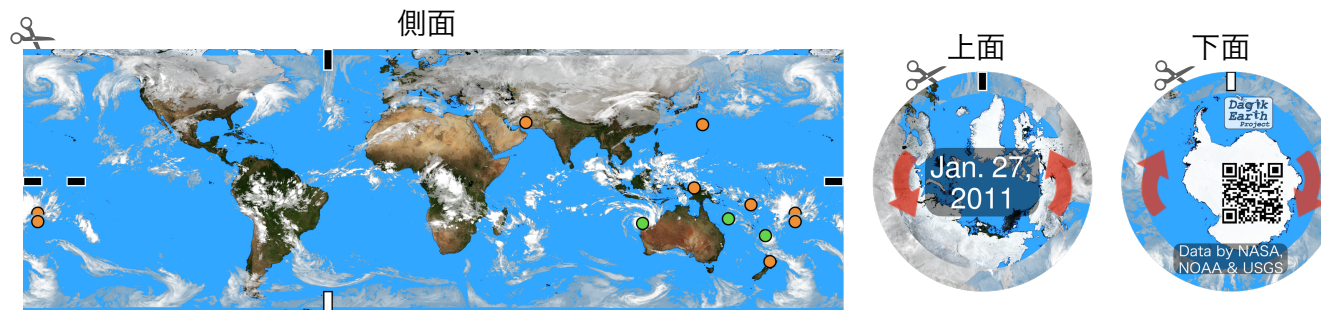 側面
上面
下面
Jan. 27,
2011
Dagik
Earth
Project
Data by NASA,
NOAA & USGS